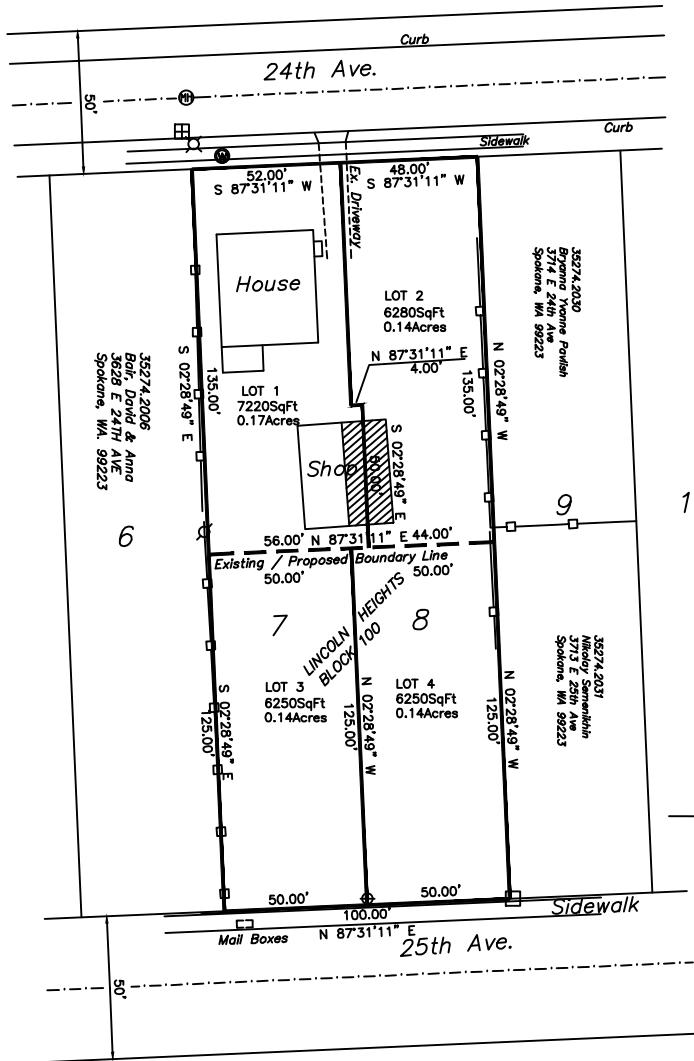 Curb
24th Ave.
50'
MH
Curb
Sidewalk
W
52.00'
S 87°31'11" W
48.00'
S 87°31'11" W
Ex. Driveway
House
LOT 2
6280SqFt
0.14Acres
35274.2030
Bryanna Yvonne Pavlish
3714 E 24th Ave
Spokane, WA 99223
N 87°31'11" E
4.00'
S 02°28'49" E
135.00'
N 02°28'49" W
135.00'
35274.2006
Bair, David & Anna
3628 E 24TH AVE
Spokane, WA. 99223
LOT 1
7220SqFt
0.17Acres
Shop
50.00'
S 02°28'49" E
6
9
1
56.00' N 87°31'11" E 44.00'
Existing / Proposed Boundary Line
50.00'
50.00'
7
8
LINCOLN HEIGHTS
BLOCK 100
35274.2031
Nikolay Semenikhin
3713 E 25th Ave
Spokane, WA 99223
LOT 3
6250SqFt
0.14Acres
LOT 4
6250SqFt
0.14Acres
S 02°28'49" E
125.00'
N 02°28'49" W
125.00'
N 02°28'49" W
125.00'
50.00'
50.00'
100.00'
N 87°31'11" E
Sidewalk
Mail Boxes
25th Ave.
50'